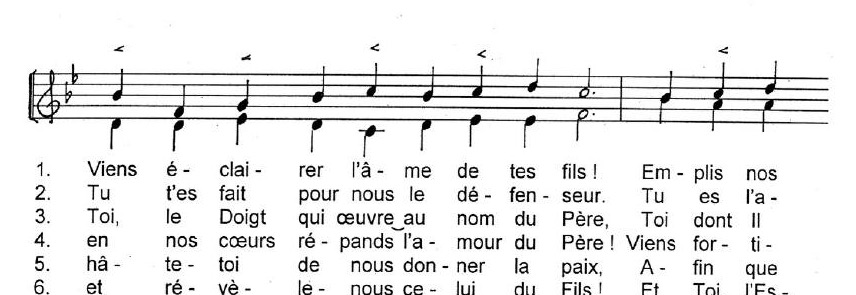 1. Viens é - clai - rer l'â - me de tes fils ! Em - plis nos
2. Tu t'es fait pour nous le dé - fen - seur. Tu es l'a -
3. Toi, le Doigt qui œuvre‿au nom du Père, Toi dont Il
4. en nos cœurs ré - pands l'a - mour du Père ! Viens for - ti -
5. hâ - te - toi de nous don - ner la paix, A - fin que
6. et ré - vè - le - nous ce - lui du Fils ! Et Toi l'Es -